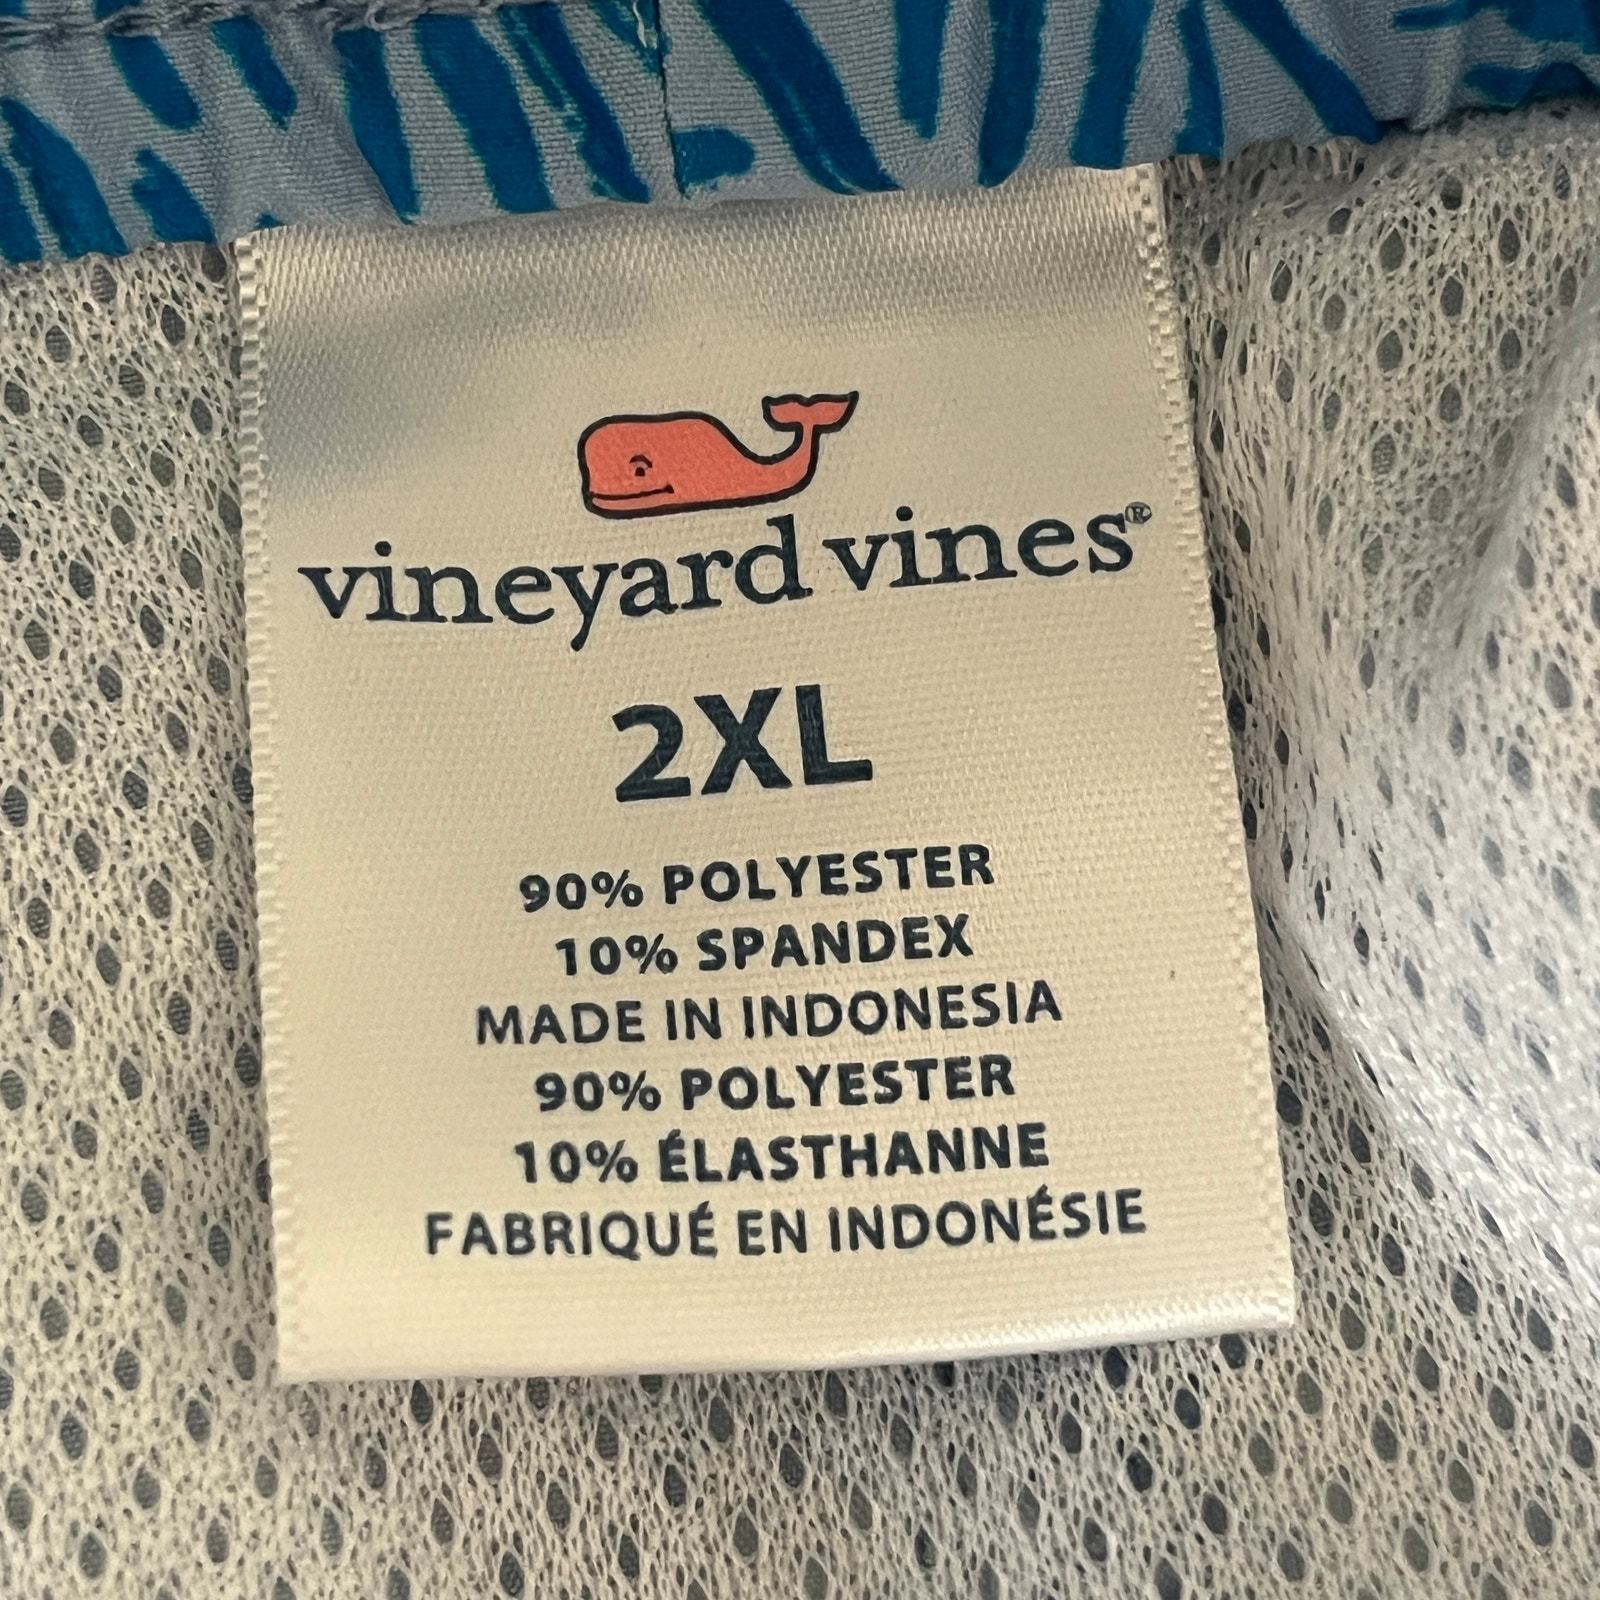 vineyard vines®
2XL
90% POLYESTER
10% SPANDEX
MADE IN INDONESIA
90% POLYESTER
10% ÉLASTHANNE
FABRIQUÉ EN INDONÉSIE